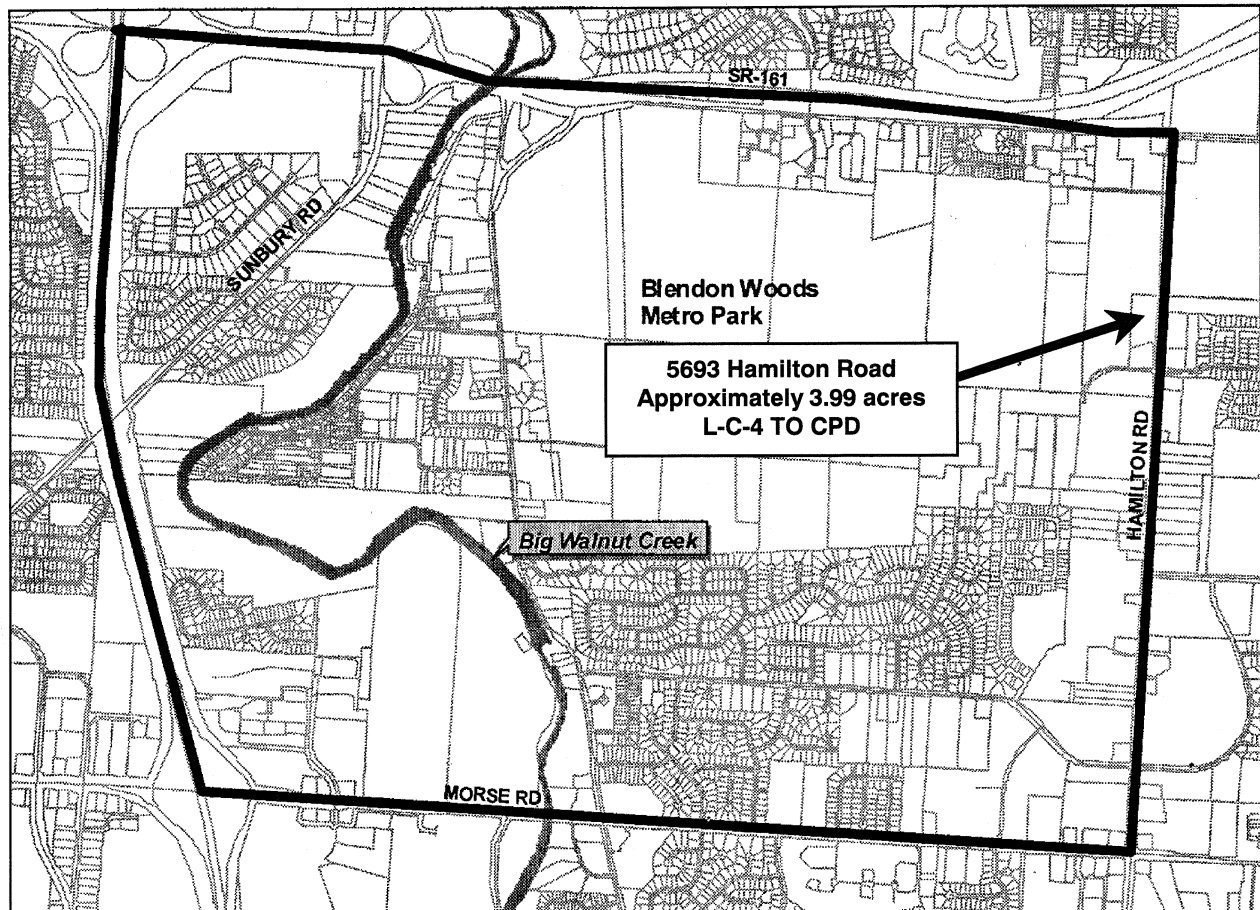 SR-161
SUNBURY RD
Blendon Woods
Metro Park
5693 Hamilton Road
Approximately 3.99 acres
L-C-4 TO CPD
HAMILTON RD
Big Walnut Creek
MORSE RD